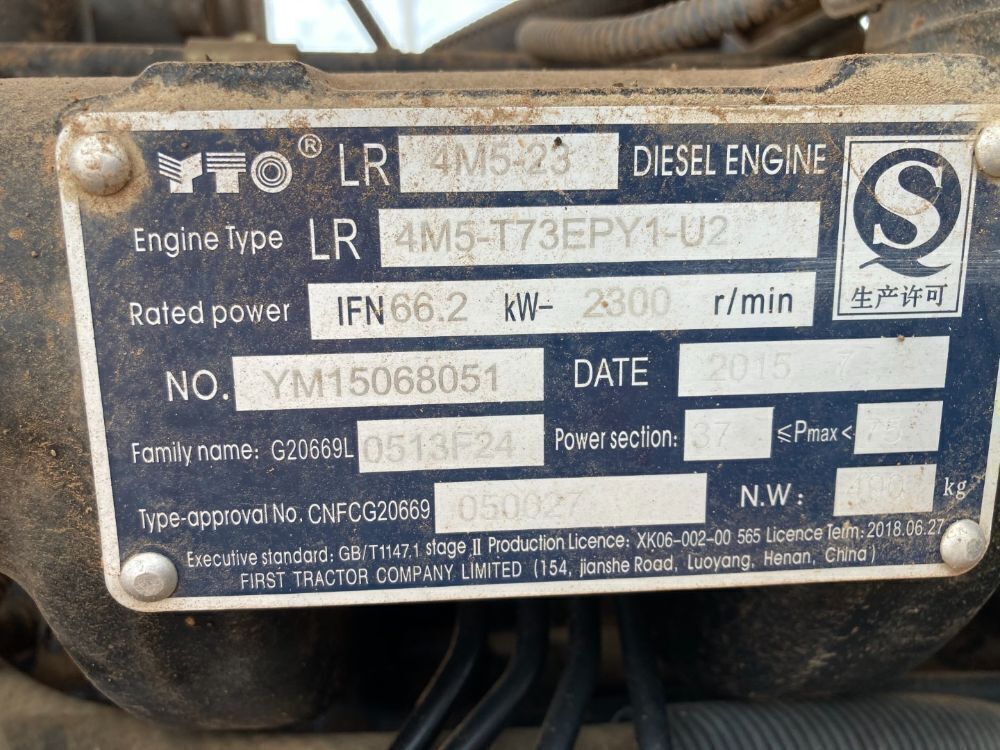 YTO® LR 4M5-23 DIESEL ENGINE
S
生产许可
Engine Type LR 4M5-T73EPY1-U2
Rated power IFN 66.2 kW- 2300 r/min
NO. YM15068051 DATE 2015 7
Family name: G20669L 0513F24 Power section: 37 ≤Pmax< 75
Type-approval No. CNFCG20669 050027 N.W: kg
Executive standard: GB/T1147.1 stage Ⅱ Production Licence: XK06-002-00 565 Licence Term: 2018.06.27
FIRST TRACTOR COMPANY LIMITED (154, jianshe Road, Luoyang, Henan, China)